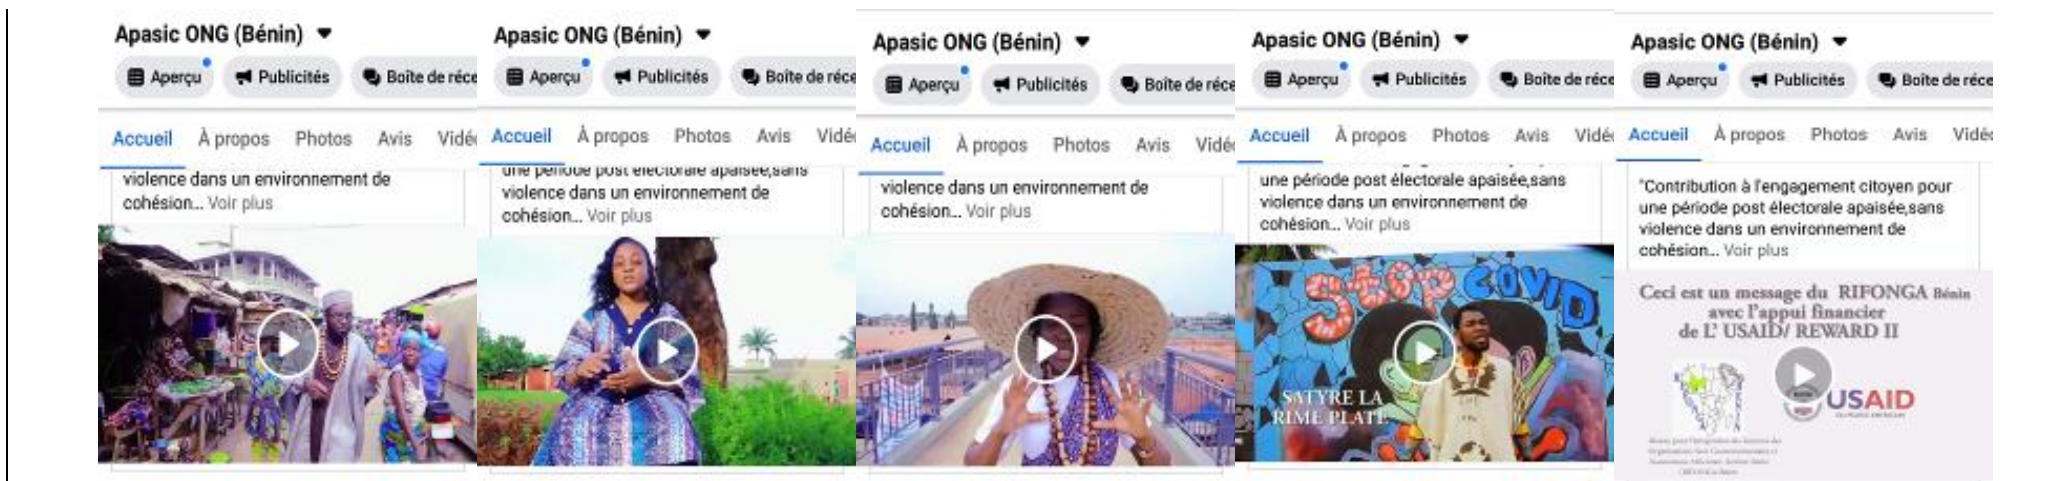 Apasic ONG (Bénin)
Aperçu
Publicités
Boîte de réce
Accueil
À propos
Photos
Avis
Vidé
violence dans un environnement de
cohésion... Voir plus
Apasic ONG (Bénin)
Aperçu
Publicités
Boîte de réce
Accueil
À propos
Photos
Avis
Vidé
une période post électorale apaisée,sans
violence dans un environnement de
cohésion... Voir plus
Apasic ONG (Bénin)
Aperçu
Publicités
Boîte de réce
Accueil
À propos
Photos
Avis
Vidé
violence dans un environnement de
cohésion... Voir plus
Apasic ONG (Bénin)
Aperçu
Publicités
Boîte de réce
Accueil
À propos
Photos
Avis
Vidé
une période post électorale apaisée,sans
violence dans un environnement de
cohésion... Voir plus
STOP COVID
SATYRE LA
RIME PLATE
Apasic ONG (Bénin)
Aperçu
Publicités
Boîte de réce
Accueil
À propos
Photos
Avis
Vidé
"Contribution à l'engagement citoyen pour
une période post électorale apaisée,sans
violence dans un environnement de
cohésion... Voir plus
Ceci est un message du RIFONGA Bénin
avec l'appui financier
de L' USAID/ REWARD II
USAID